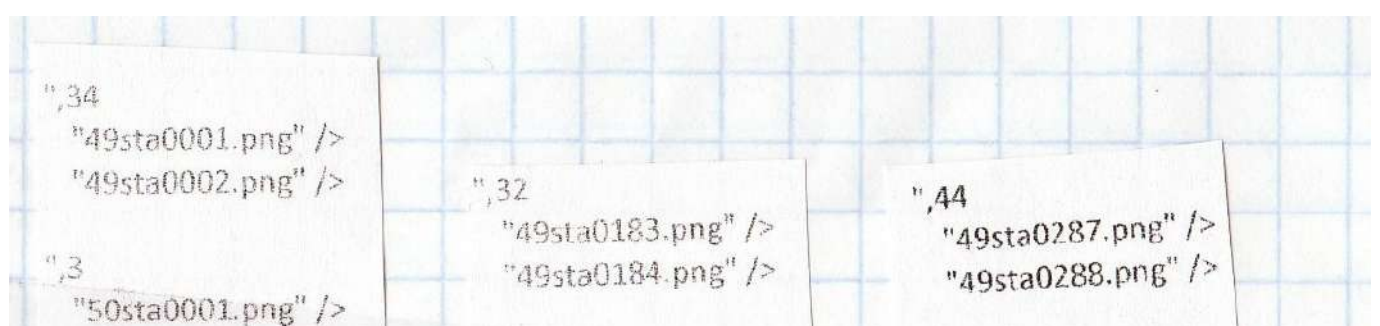 ",34
"49sta0001.png" />
"49sta0002.png" />
",3
"50sta0001.png" />
",32
"49sta0183.png" />
"49sta0184.png" />
",44
"49sta0287.png" />
"49sta0288.png" />